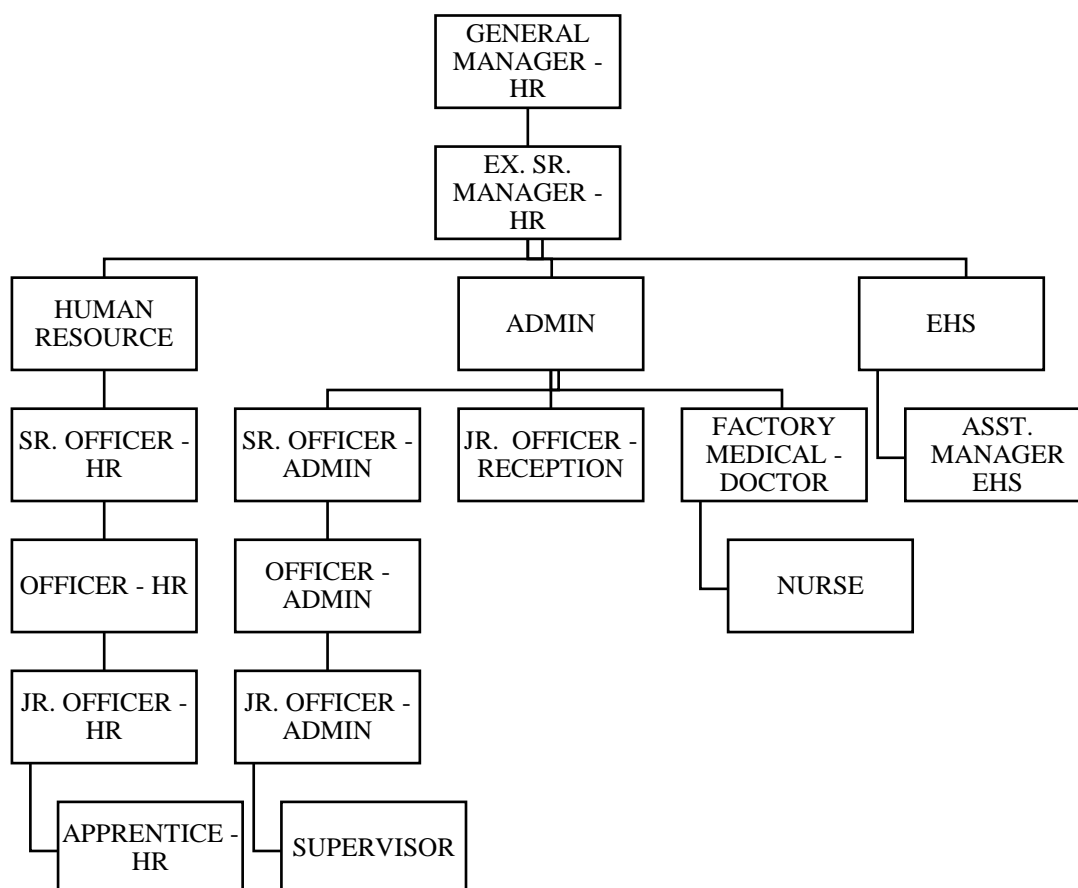 GENERAL
MANAGER -
HR
EX. SR.
MANAGER -
HR
HUMAN
RESOURCE
ADMIN
EHS
SR. OFFICER -
HR
SR. OFFICER -
ADMIN
JR. OFFICER -
RECEPTION
FACTORY
MEDICAL -
DOCTOR
ASST.
MANAGER
EHS
OFFICER - HR
OFFICER -
ADMIN
NURSE
JR. OFFICER -
HR
JR. OFFICER -
ADMIN
APPRENTICE -
HR
SUPERVISOR